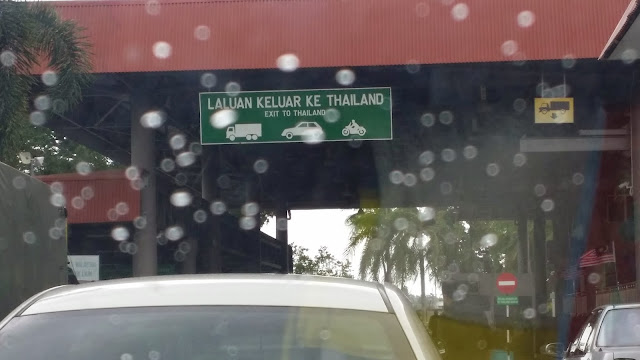 LALUAN KELUAR KE THAILAND
EXIT TO THAILAND